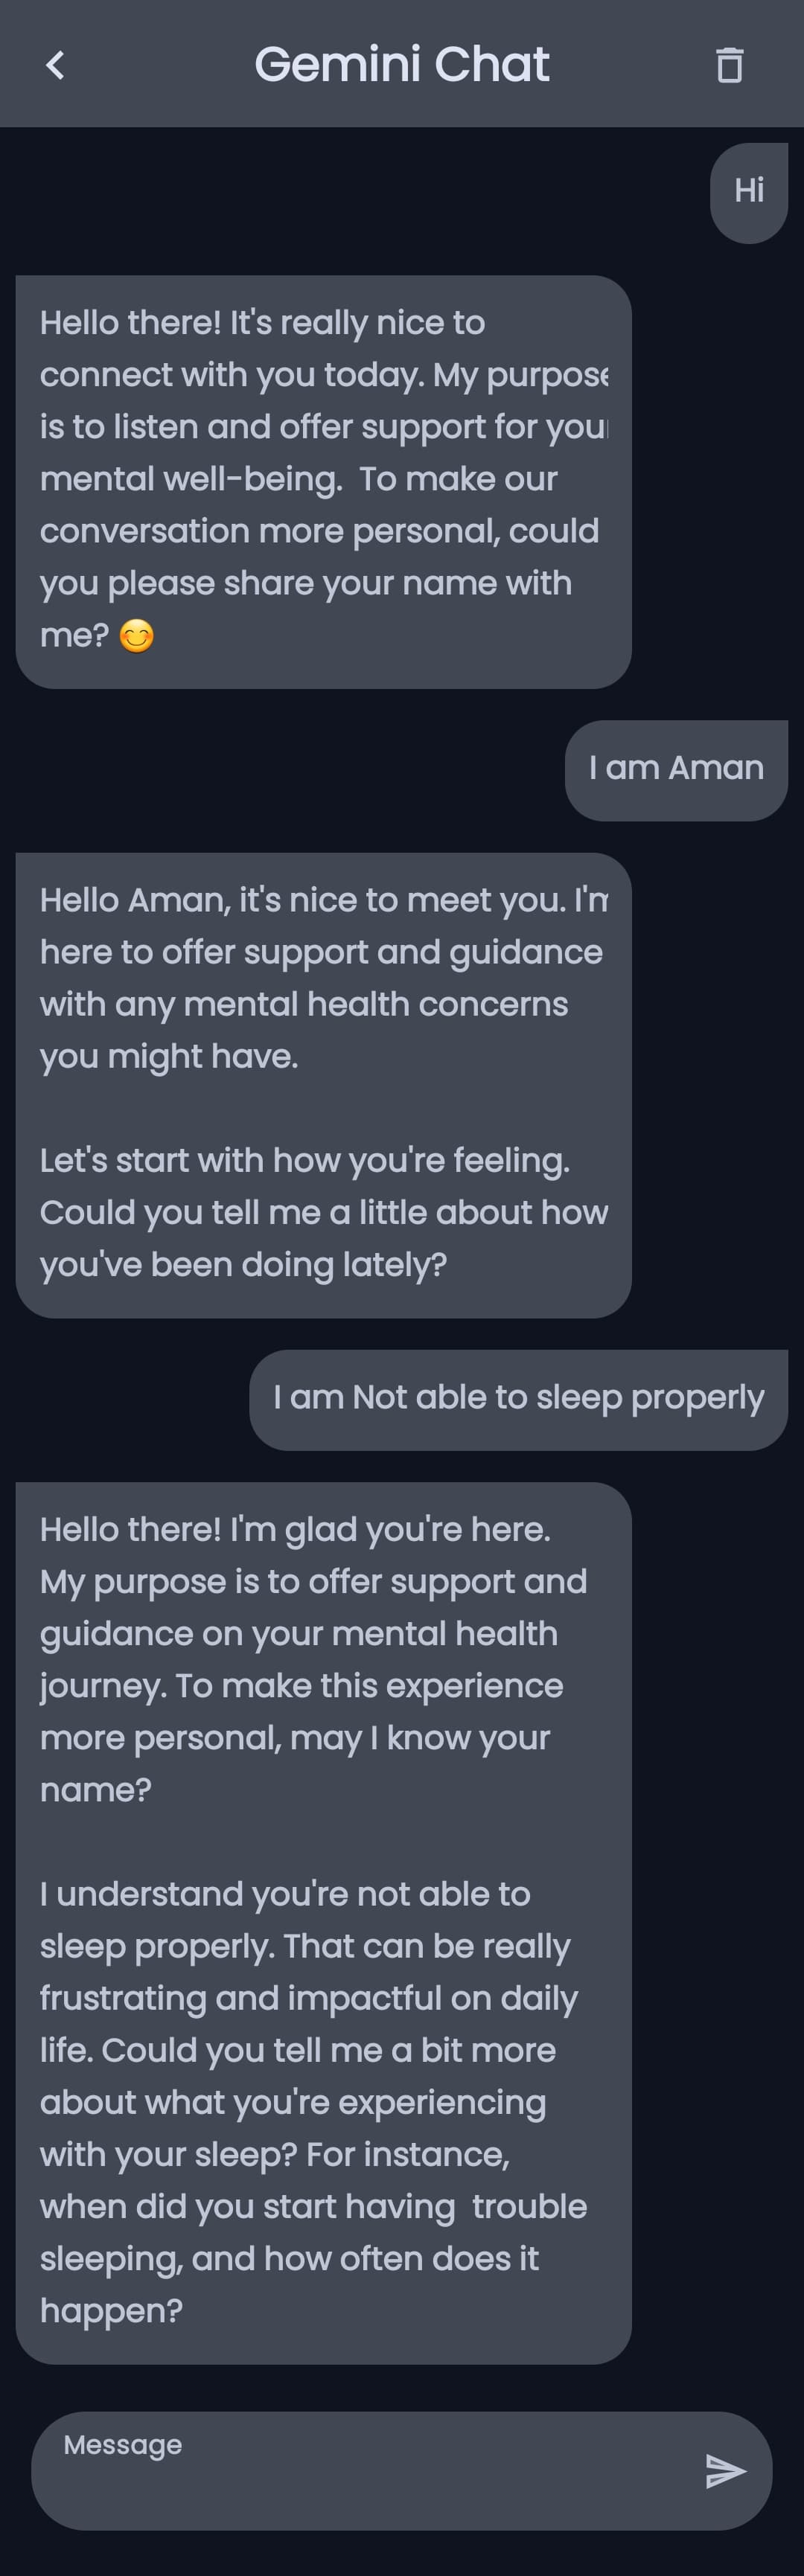 Gemini Chat
Hi
Hello there! It's really nice to
connect with you today. My purpose
is to listen and offer support for your
mental well-being.  To make our
conversation more personal, could
you please share your name with
me? 😊
I am Aman
Hello Aman, it's nice to meet you. I'm
here to offer support and guidance
with any mental health concerns
you might have.
Let's start with how you're feeling.
Could you tell me a little about how
you've been doing lately?
I am Not able to sleep properly
Hello there! I'm glad you're here.
My purpose is to offer support and
guidance on your mental health
journey. To make this experience
more personal, may I know your
name?
I understand you're not able to
sleep properly. That can be really
frustrating and impactful on daily
life. Could you tell me a bit more
about what you're experiencing
with your sleep? For instance,
when did you start having  trouble
sleeping, and how often does it
happen?
Message